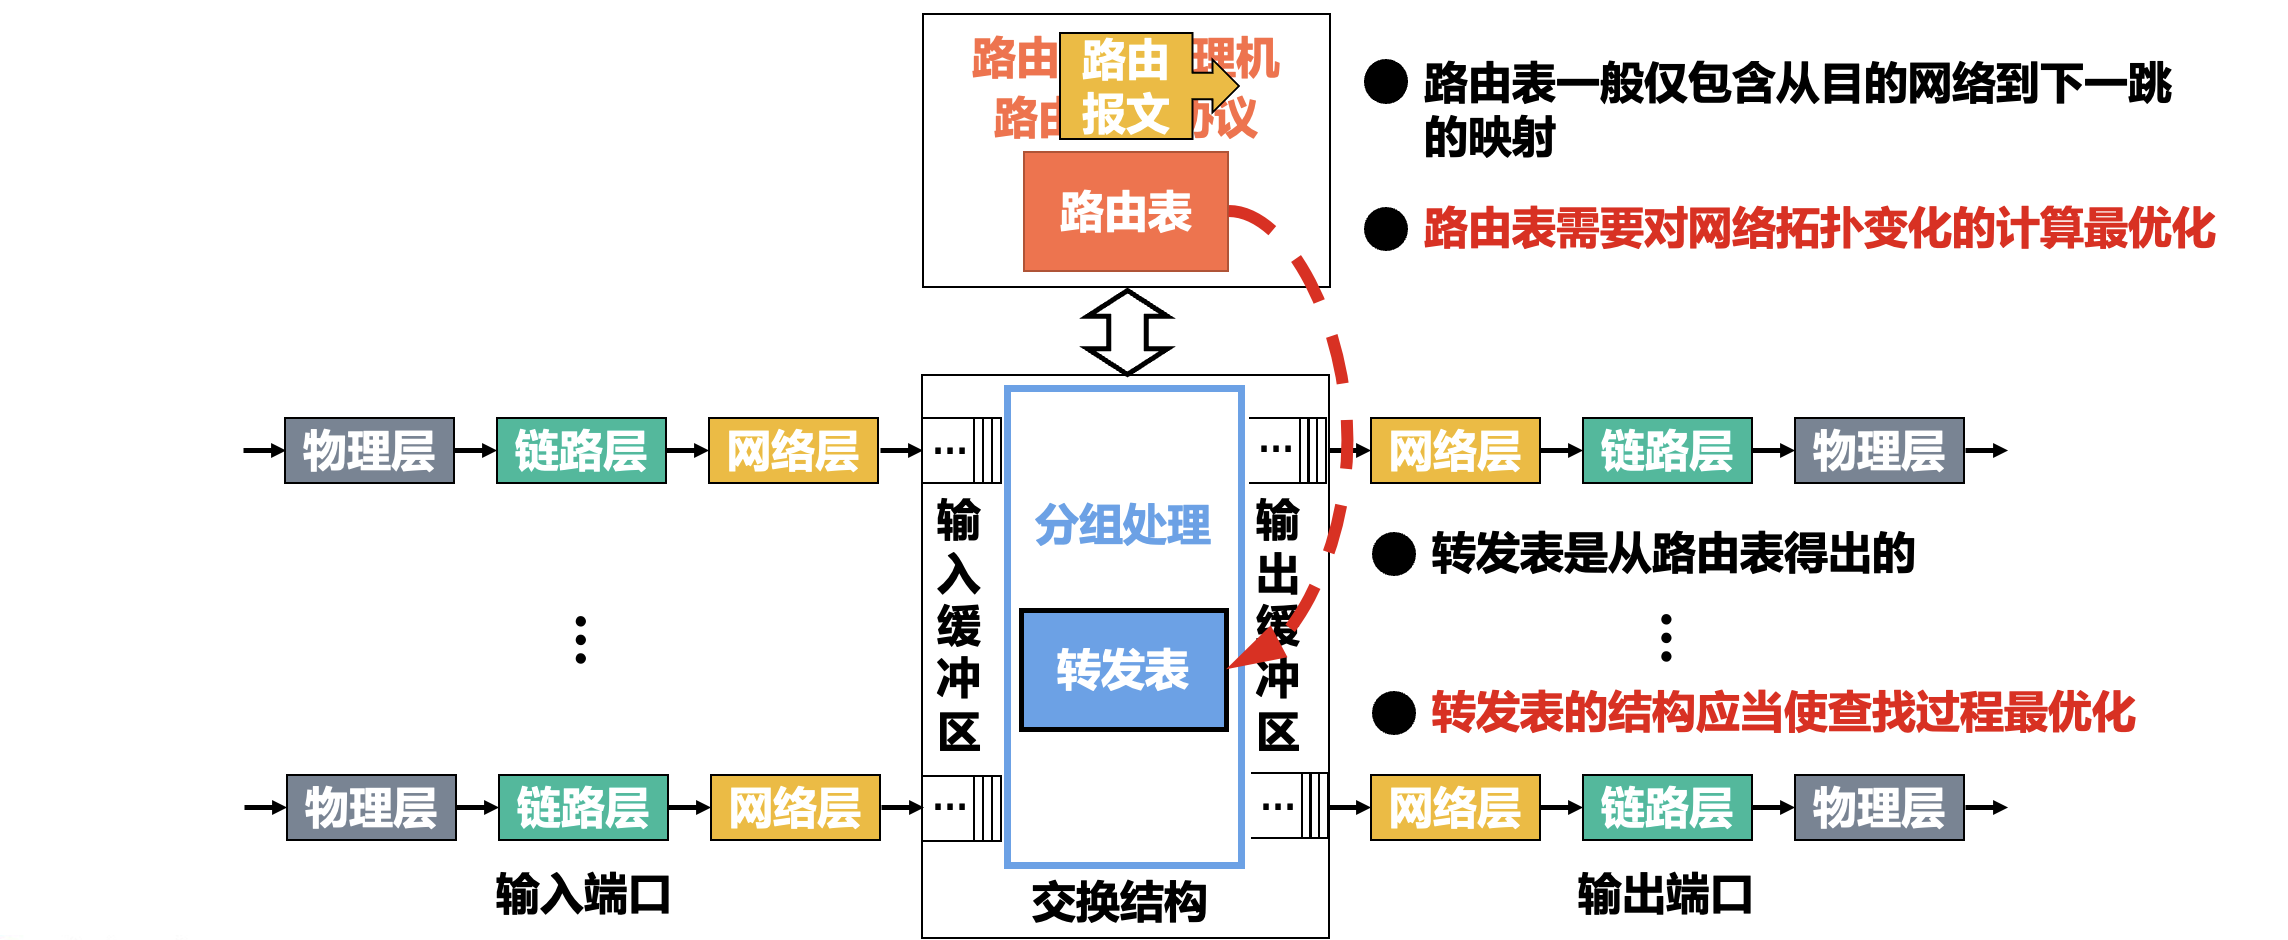 路由 理机
路由
报文
路由 协议
路由表
路由表一般仅包含从目的网络到下一跳
的映射
路由表需要对网络拓扑变化的计算最优化
物理层
链路层
网络层
...
...
网络层
链路层
物理层
输
入
缓
冲
区
分组处理
转发表
输
出
缓
冲
区
转发表是从路由表得出的
转发表的结构应当使查找过程最优化
物理层
链路层
网络层
...
...
网络层
链路层
物理层
输入端口
交换结构
输出端口